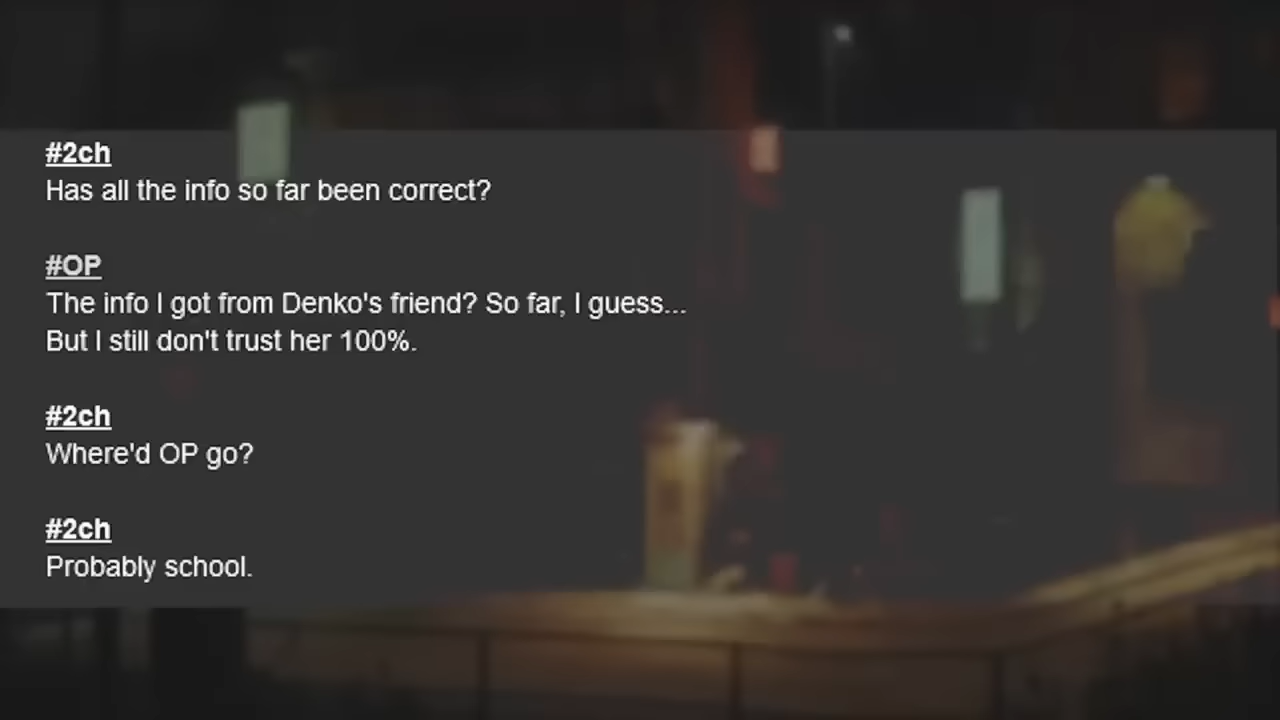 #2ch
Has all the info so far been correct?
#OP
The info I got from Denko's friend? So far, I guess...
But I still don't trust her 100%.
#2ch
Where'd OP go?
#2ch
Probably school.